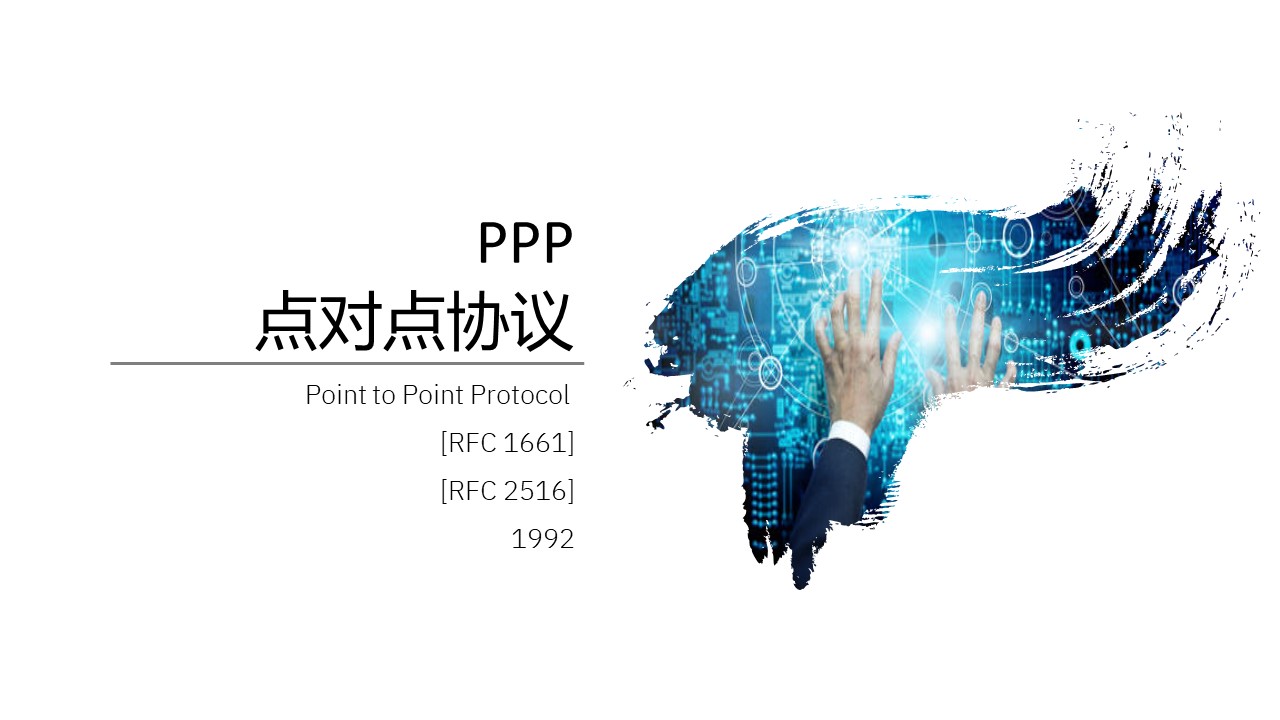 PPP
点对点协议
Point to Point Protocol
[RFC 1661]
[RFC 2516]
1992